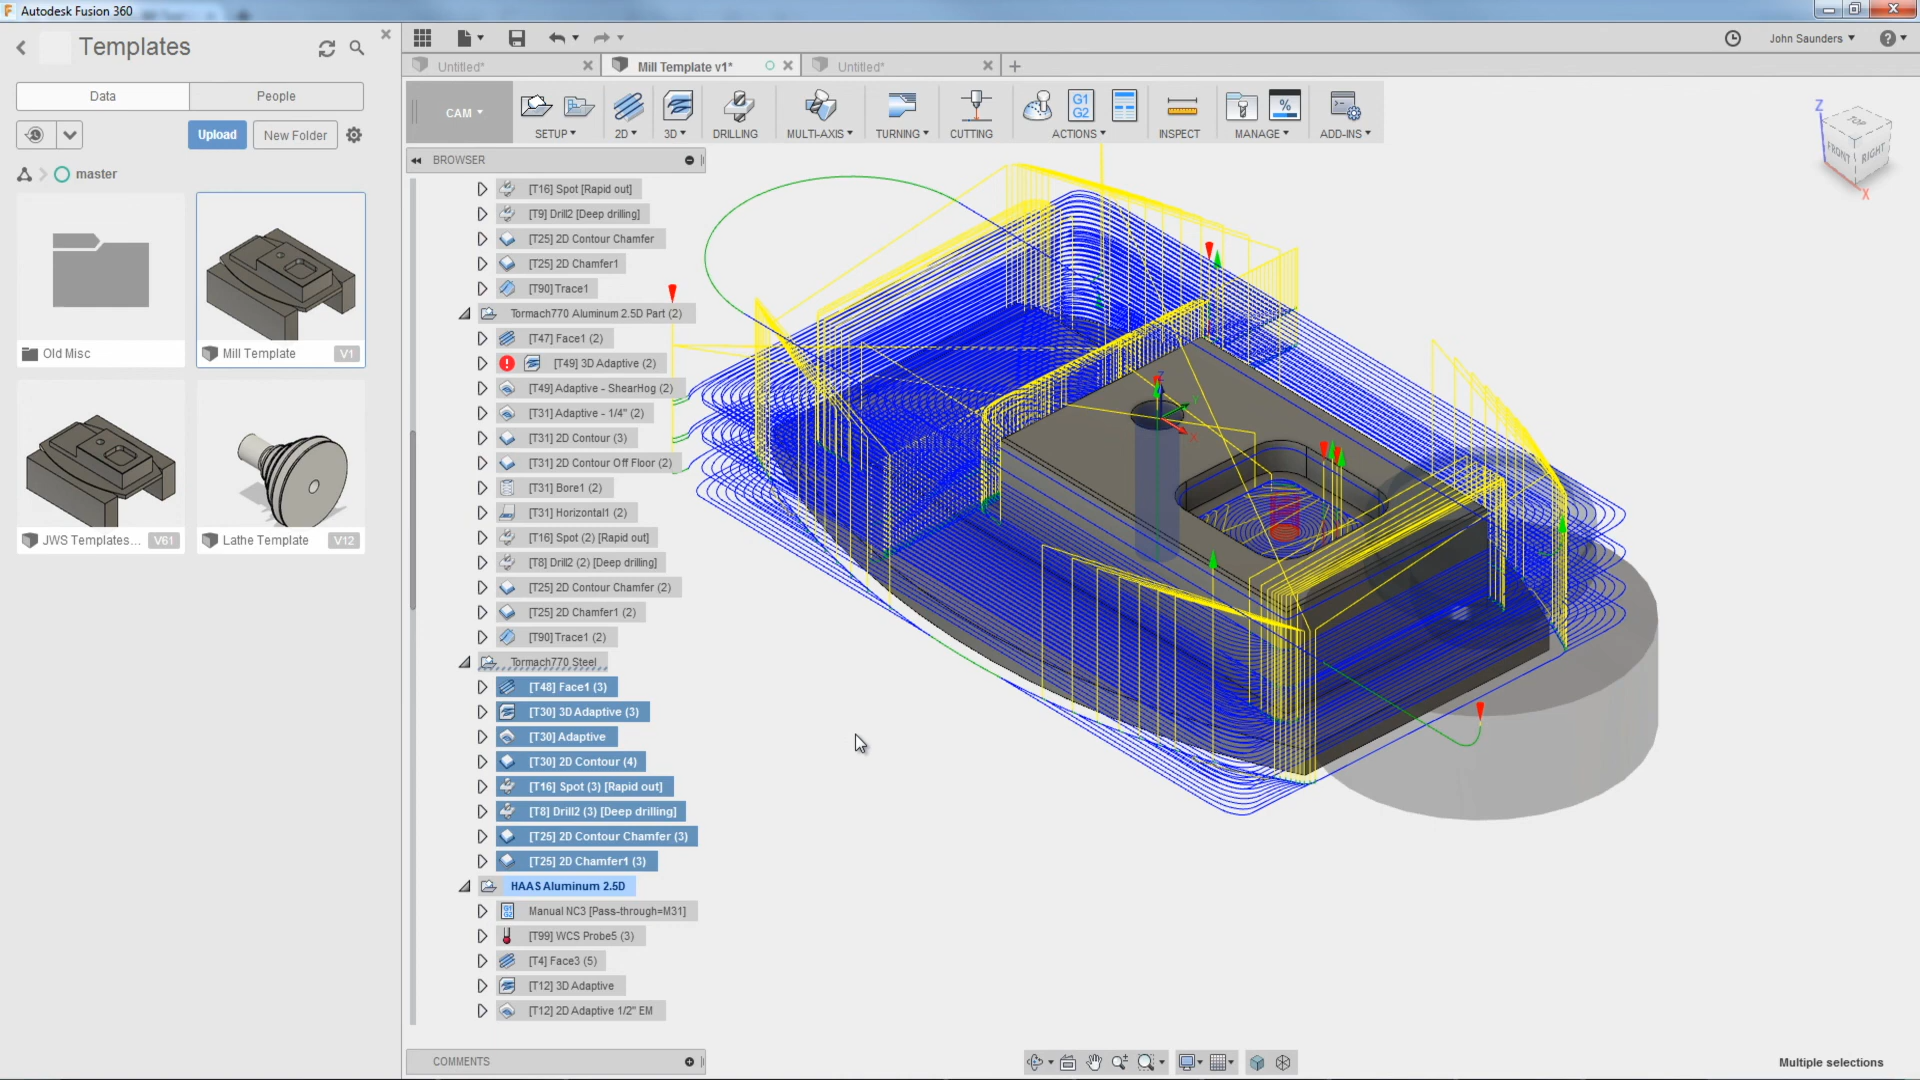 Autodesk Fusion 360
Templates
Data
People
Upload
New Folder
master
Old Misc
Mill Template
V1
JWS Templates...
V61
Lathe Template
V12
Untitled*
Mill Template v1*
Untitled*
John Saunders
CAM
SETUP
2D
3D
DRILLING
MULTI-AXIS
TURNING
CUTTING
G1
G2
ACTIONS
INSPECT
%
MANAGE
ADD-INS
BROWSER
[T16] Spot [Rapid out]
[T9] Drill2 [Deep drilling]
[T25] 2D Contour Chamfer
[T25] 2D Chamfer1
[T90] Trace1
Tormach770 Aluminum 2.5D Part (2)
[T47] Face1 (2)
[T49] 3D Adaptive (2)
[T49] Adaptive - ShearHog (2)
[T31] Adaptive - 1/4" (2)
[T31] 2D Contour (3)
[T31] 2D Contour Off Floor (2)
[T31] Bore1 (2)
[T31] Horizontal1 (2)
[T16] Spot (2) [Rapid out]
[T8] Drill2 (2) [Deep drilling]
[T25] 2D Contour Chamfer (2)
[T25] 2D Chamfer1 (2)
[T90] Trace1 (2)
Tormach770 Steel
[T48] Face1 (3)
[T30] 3D Adaptive (3)
[T30] Adaptive
[T30] 2D Contour (4)
[T16] Spot (3) [Rapid out]
[T8] Drill2 (3) [Deep drilling]
[T25] 2D Contour Chamfer (3)
[T25] 2D Chamfer1 (3)
HAAS Aluminum 2.5D
Manual NC3 [Pass-through=M31]
[T99] WCS Probe5 (3)
[T4] Face3 (5)
[T12] 3D Adaptive
[T12] 2D Adaptive 1/2" EM
COMMENTS
Z
TOP
FRONT
RIGHT
X
Z
X
Multiple selections